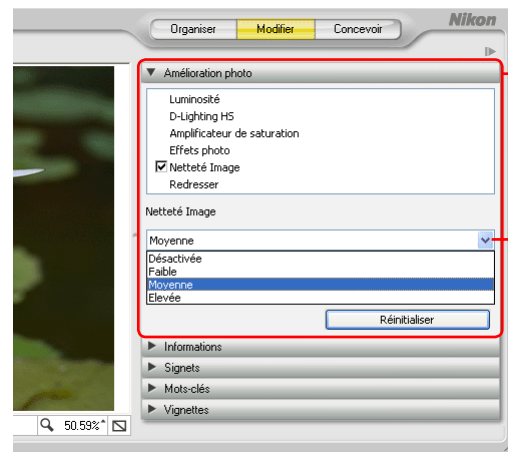 Organiser Modifier Concevoir Nikon
Amélioration photo
Luminosité
D-Lighting HS
Amplificateur de saturation
Effets photo
Netteté Image
Redresser
Netteté Image
Moyenne
Désactivée
Faible
Moyenne
Elevée
Réinitialiser
Informations
Signets
Mots-clés
Vignettes
50.59%